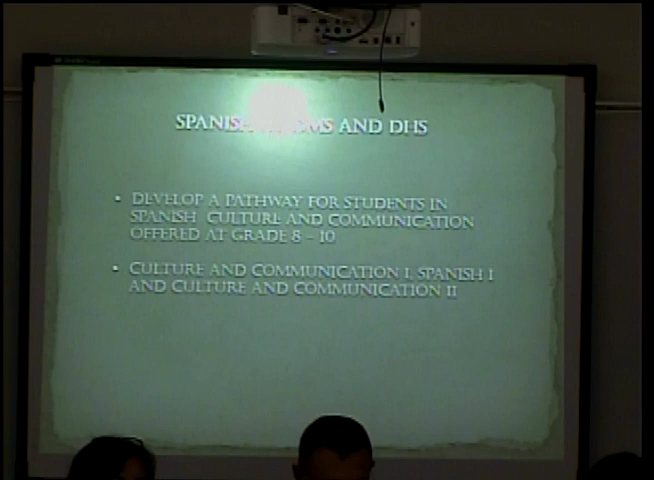 SPANISH DMS AND DHS
• DEVELOP A PATHWAY FOR STUDENTS IN
SPANISH CULTURE AND COMMUNICATION
OFFERED AT GRADE 8 – 10
• CULTURE AND COMMUNICATION I, SPANISH I
AND CULTURE AND COMMUNICATION II